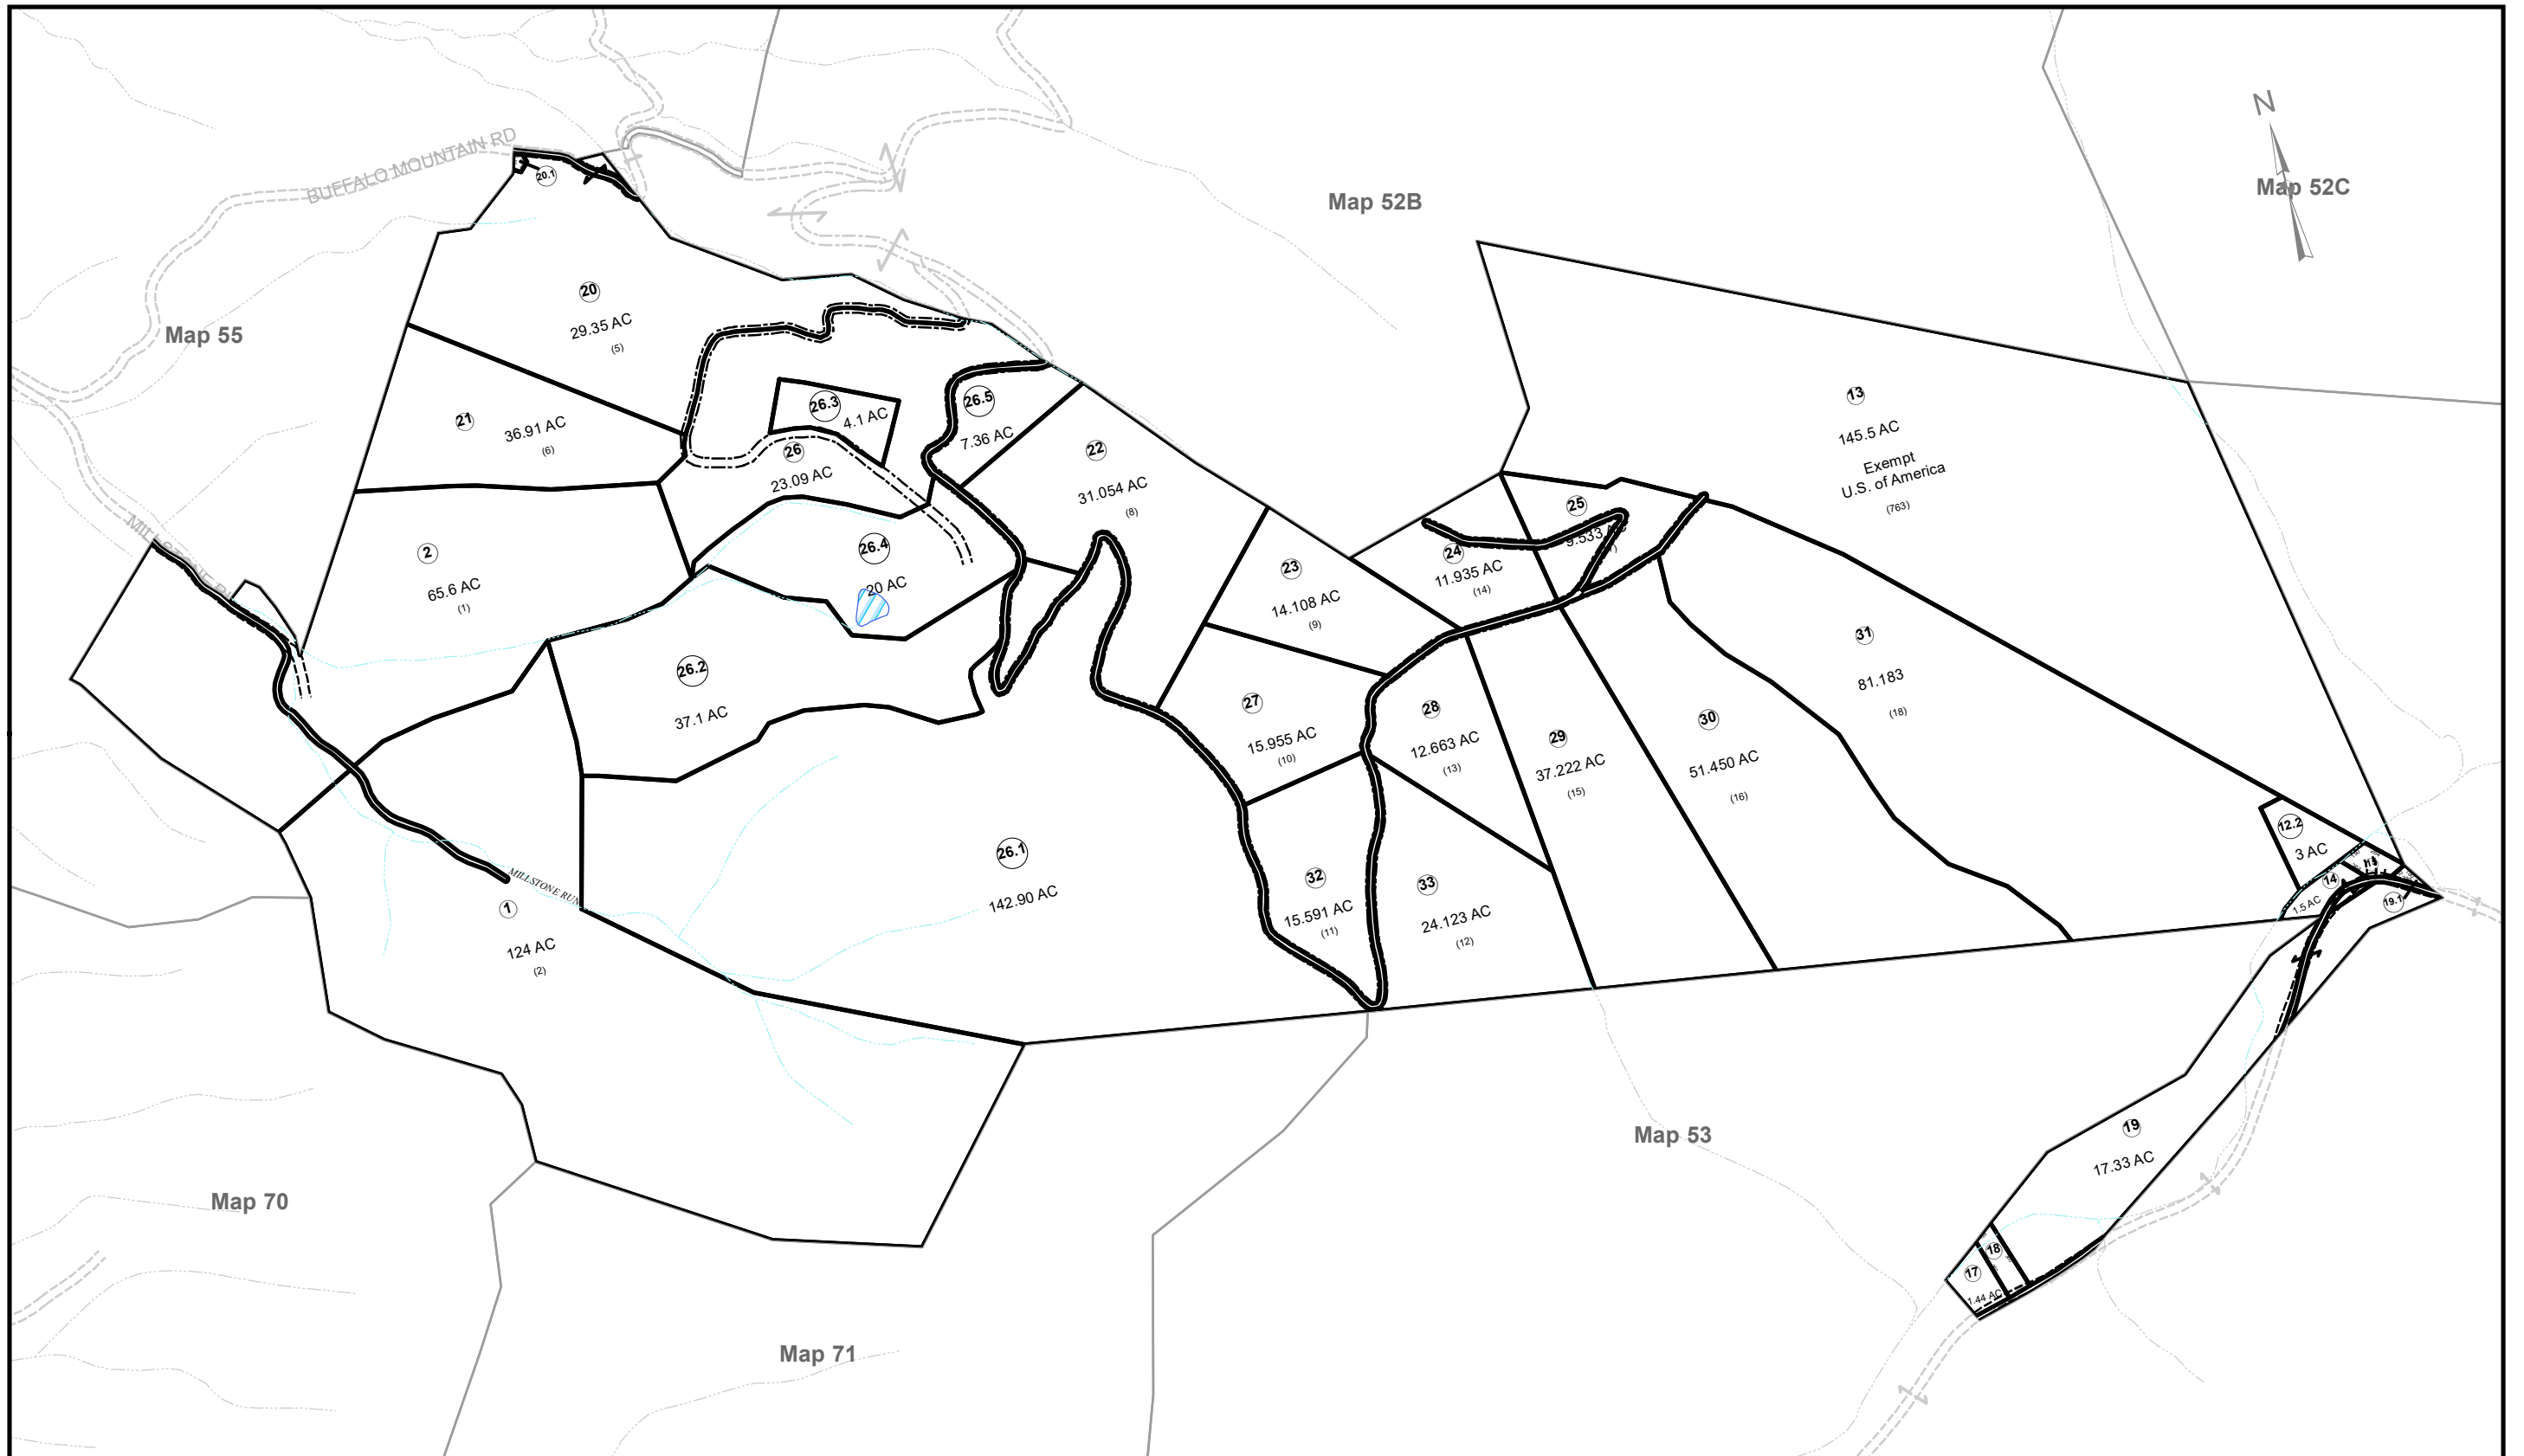 N
BUFFALO MOUNTAIN RD
20.1
Map 52B
Map 52C
Map 55
20
29.35 AC
(5)
21
36.91 AC
(6)
26.3
4.1 AC
26.5
7.36 AC
26
23.09 AC
22
31.054 AC
(8)
13
145.5 AC
Exempt
U.S. of America
(763)
25
9.533
24
11.935 AC
(14)
23
14.108 AC
(9)
2
65.6 AC
(1)
26.4
20 AC
26.2
37.1 AC
27
15.955 AC
(10)
28
12.663 AC
(13)
29
37.222 AC
(15)
30
51.450 AC
(16)
31
81.183
(18)
12.2
3 AC
14
1.5 AC
19.1
MILLSTONE RUN
1
124 AC
(2)
26.1
142.90 AC
32
15.591 AC
(11)
33
24.123 AC
(12)
Map 53
19
17.33 AC
18
17
1.44 AC
Map 70
Map 71